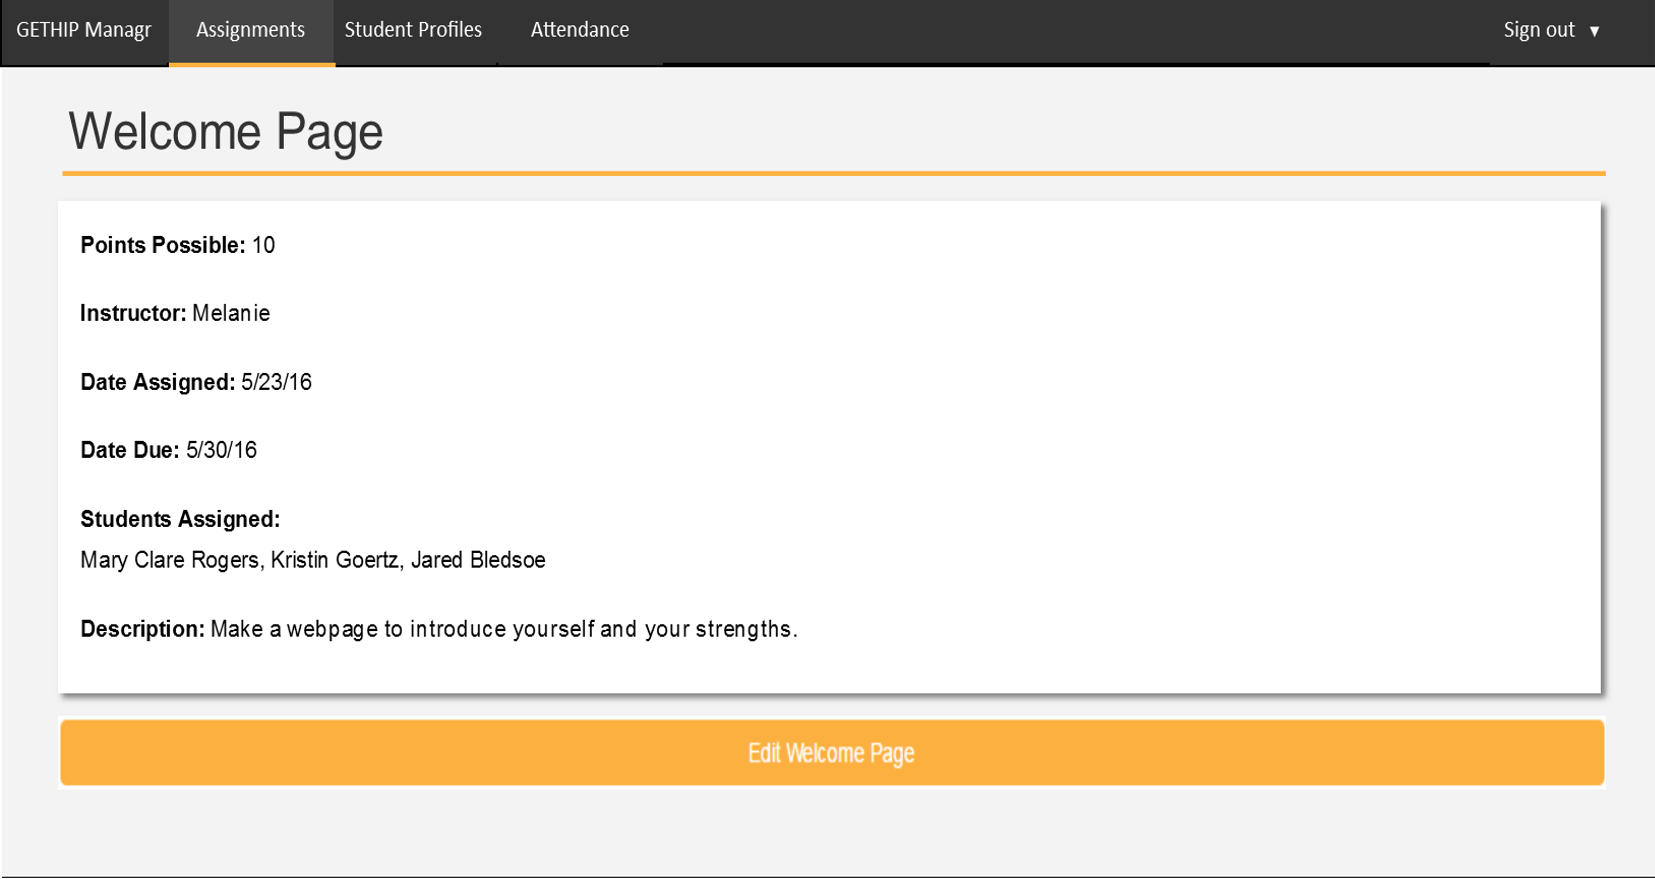 GETHIP Managr Assignments Student Profiles Attendance Sign out ▼
Welcome Page
Points Possible: 10
Instructor: Melanie
Date Assigned: 5/23/16
Date Due: 5/30/16
Students Assigned:
Mary Clare Rogers, Kristin Goertz, Jared Bledsoe
Description: Make a webpage to introduce yourself and your strengths.
Edit Welcome Page